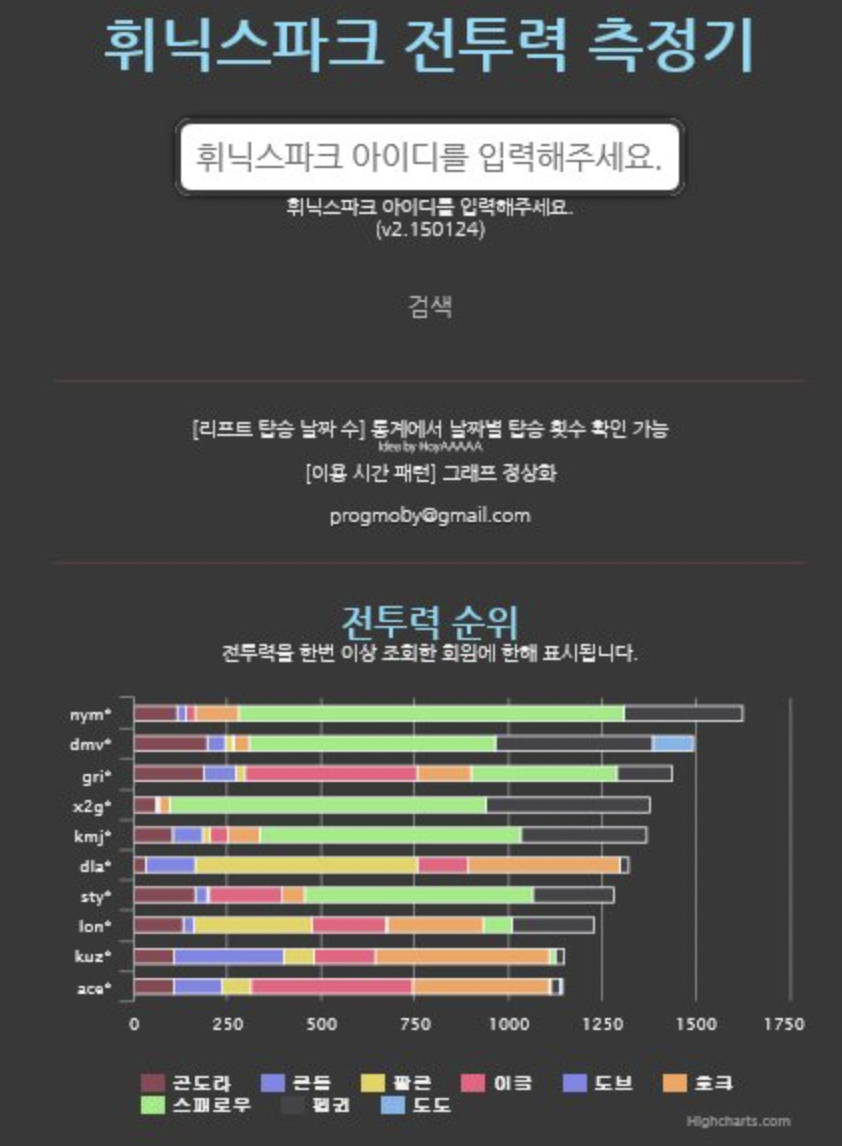 휘닉스파크 전투력 측정기
휘닉스파크 아이디를 입력해주세요.
휘닉스파크 아이디를 입력해주세요.
(v2.150124)
검색
[리프트 탑승 날짜 수] 통계에서 날짜별 탑승 횟수 확인 가능
Idea by HoyAAAAA
[이용 시간 패턴] 그래프 정상화
progmoby@gmail.com
전투력 순위
전투력을 한번 이상 조회한 회원에 한해 표시됩니다.
nym*
dmv*
gri*
x2g*
kmj*
dla*
sty*
lon*
kuz*
ace*
0 250 500 750 1000 1250 1500 1750
곤도라 이글 도브 호크
스패로우 펭귄 도도
Highcharts.com